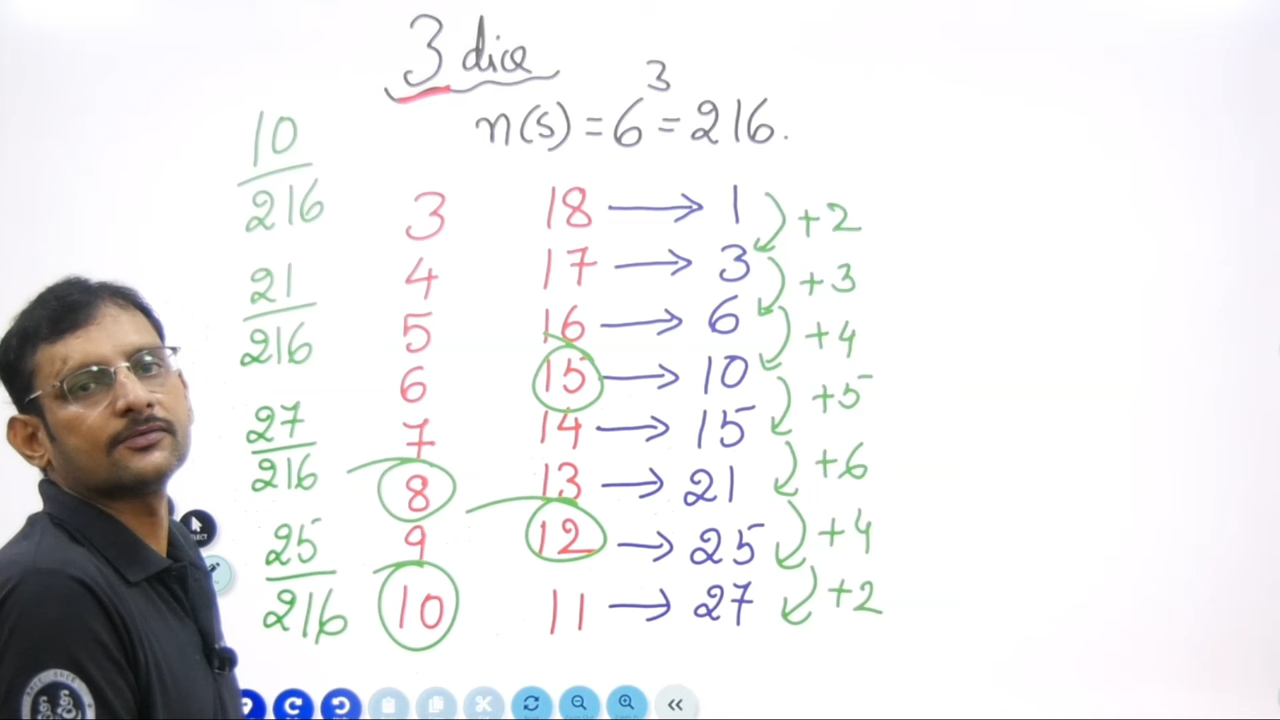 3 dice
n(s) = 6³ = 216.
10/216
21/216
27/216
25/216
3 18 → 1 +2
4 17 → 3 +3
5 16 → 6 +4
6 15 → 10 +5
7 14 → 15 +6
8 13 → 21 +4
9 12 → 25 +2
10 11 → 27